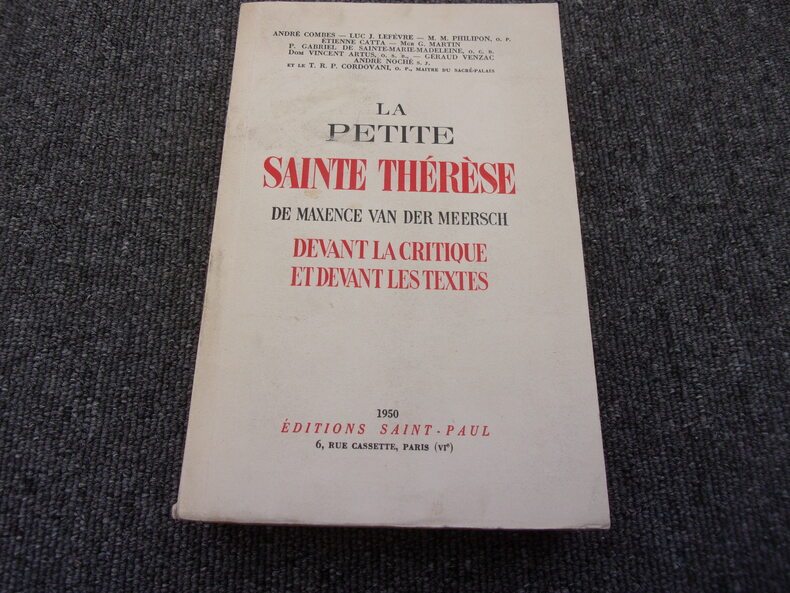 ANDRÉ COMBES — LUC J. LEFÈVRE — M. M. PHILIPON, O. P.
ÉTIENNE CATTA — MGR G. MARTIN
P. GABRIEL DE SAINTE-MARIE-MADELEINE, O. C. D.
DOM VINCENT ARTUS, O. S. B., — GÉRAUD VENZAC
ANDRÉ NOCHÉ S. J.
ET LE T. R. P. CORDOVANI, O. P., MAITRE DU SACRÉ-PALAIS
LA
PETITE
SAINTE THÉRÈSE
DE MAXENCE VAN DER MEERSCH
DEVANT LA CRITIQUE
ET DEVANT LES TEXTES
1950
ÉDITIONS SAINT-PAUL
6, RUE CASSETTE, PARIS (VIe)